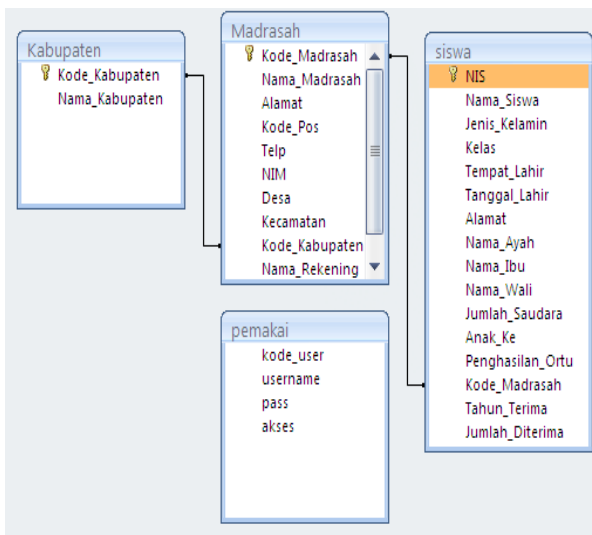 Kabupaten
Kode_Kabupaten
Nama_Kabupaten
Madrasah
Kode_Madrasah
Nama_Madrasah
Alamat
Kode_Pos
Telp
NIM
Desa
Kecamatan
Kode_Kabupaten
Nama_Rekening
pemakai
kode_user
username
pass
akses
siswa
NIS
Nama_Siswa
Jenis_Kelamin
Kelas
Tempat_Lahir
Tanggal_Lahir
Alamat
Nama_Ayah
Nama_Ibu
Nama_Wali
Jumlah_Saudara
Anak_Ke
Penghasilan_Ortu
Kode_Madrasah
Tahun_Terima
Jumlah_Diterima